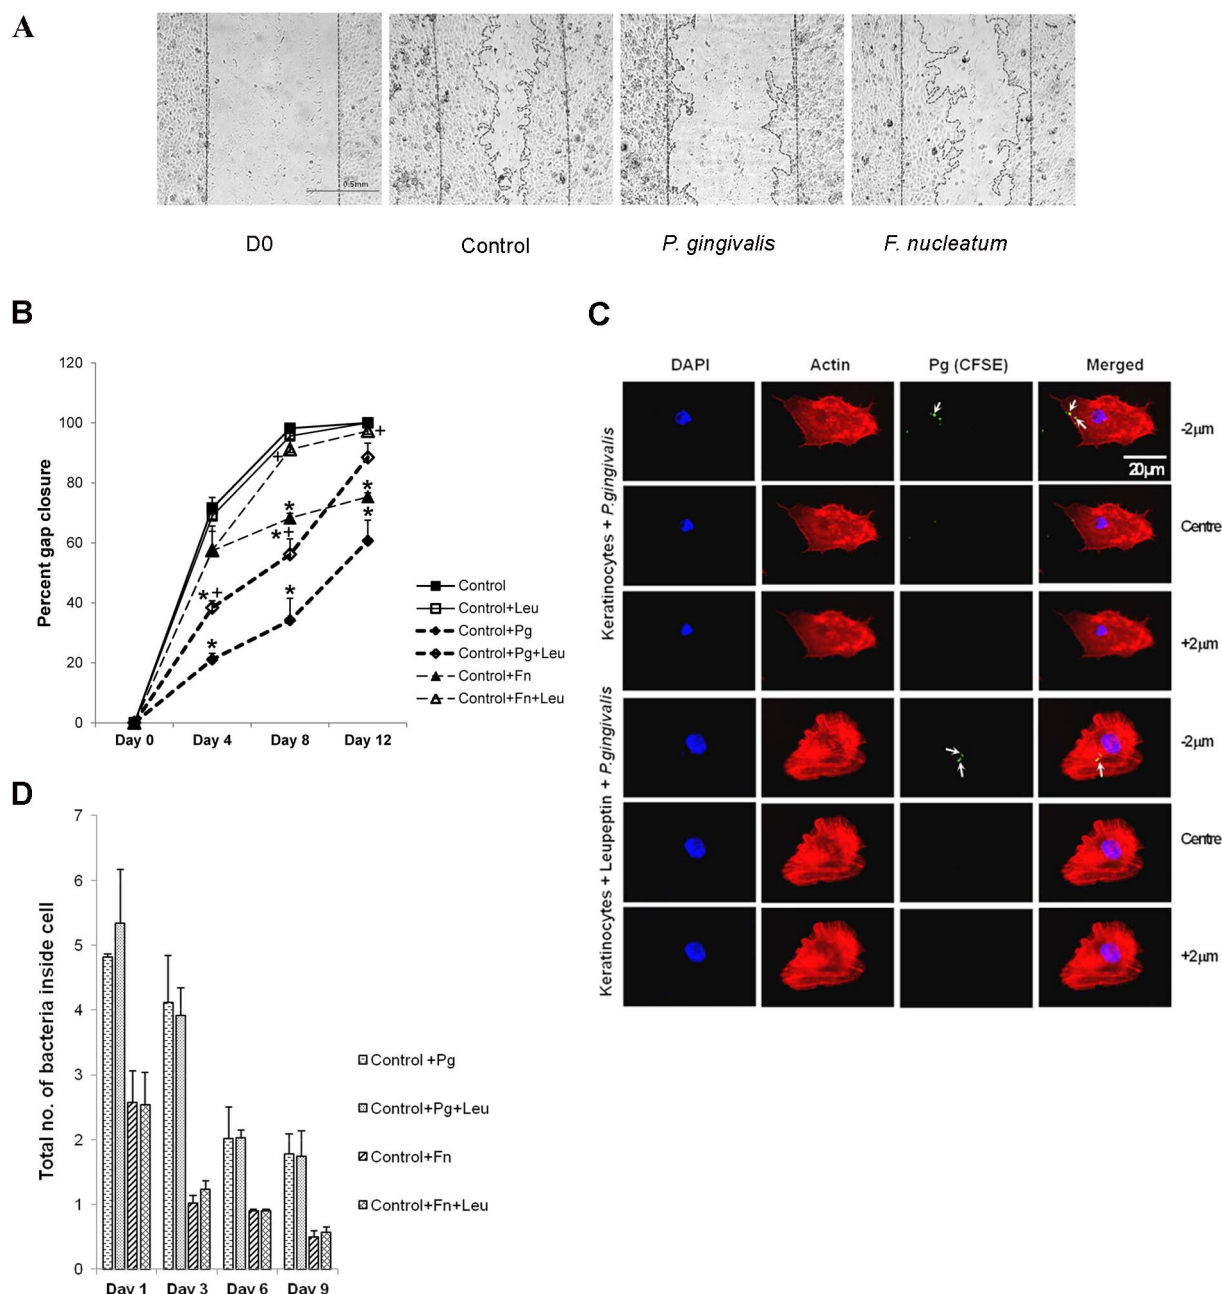 A
0.5mm
D0
Control
P. gingivalis
F. nucleatum
B
Percent gap closure
120
100
80
60
40
20
0
Day 0
Day 4
Day 8
Day 12
+
+
*
*
*+
*
*+
*
*
Control
Control+Leu
Control+Pg
Control+Pg+Leu
Control+Fn
Control+Fn+Leu
C
DAPI
Actin
Pg (CFSE)
Merged
Keratinocytes + P.gingivalis
-2µm
20µm
Centre
+2µm
Keratinocytes + Leupeptin + P.gingivalis
-2µm
Centre
+2µm
D
Total no. of bacteria inside cell
7
6
5
4
3
2
1
0
Day 1
Day 3
Day 6
Day 9
Control +Pg
Control+Pg+Leu
Control+Fn
Control+Fn+Leu